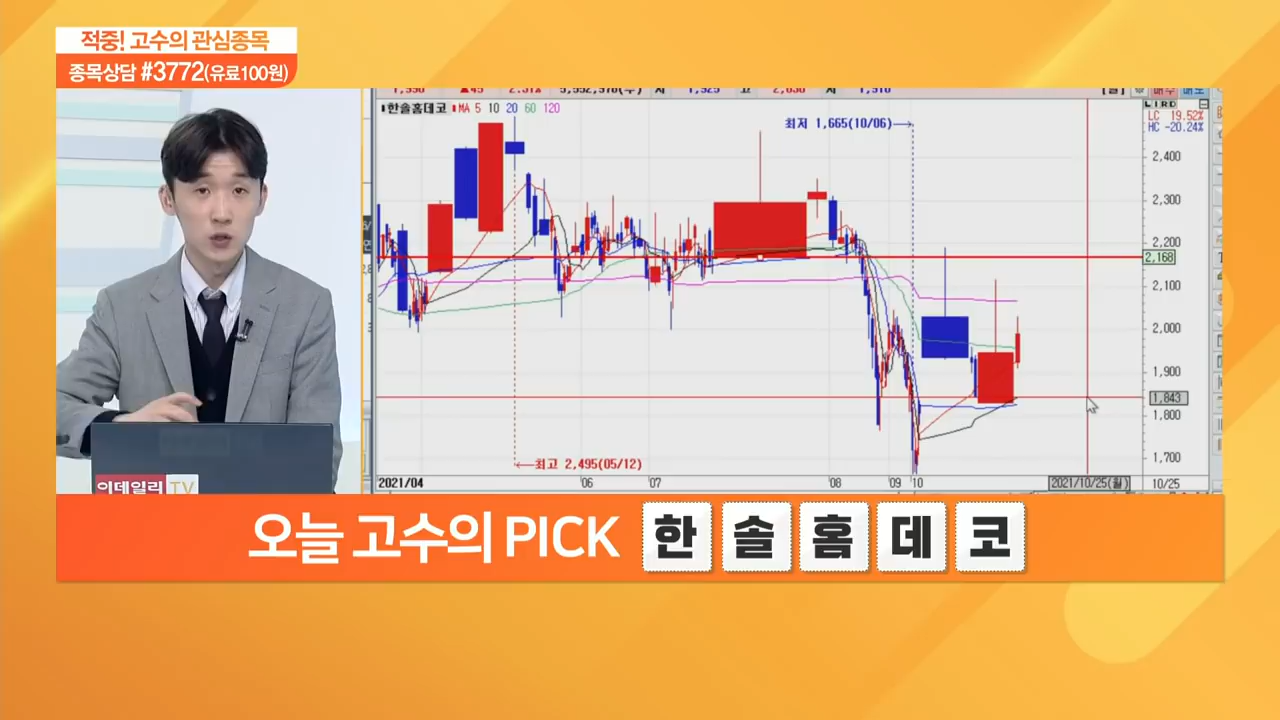 적중! 고수의 관심종목
종목상담 #3772(유료100원)
한솔홈데코 MA 5 10 20 60 120
최저 1,665(10/06)
LC 19.52%
HC -20.24%
2,400
2,300
2,200
2,168
2,100
2,000
1,900
1,843
1,800
1,700
최고 2,495(05/12)
2021/04 06 07 08 09 10 2021/10/25(월) 10/25
이데일리 TV
오늘 고수의 PICK 한솔홈데코